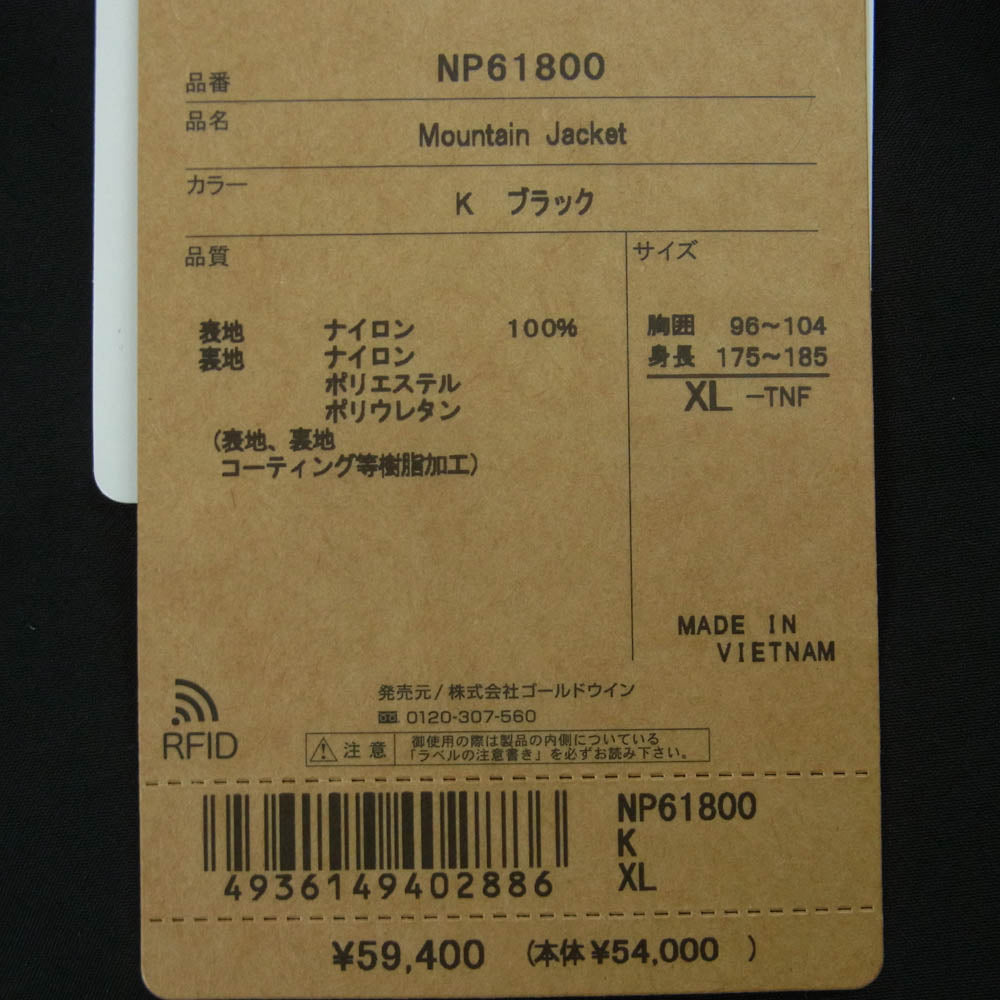 品番 NP61800
品名 Mountain Jacket
カラー K ブラック
品質
表地 ナイロン 100%
裏地 ナイロン
ポリエステル
ポリウレタン
(表地、裏地
コーティング等樹脂加工)
サイズ
胸囲 96~104
身長 175~185
XL -TNF
MADE IN
VIETNAM
RFID
発売元/株式会社ゴールドウイン
0120-307-560
注意
御使用の際は製品の内側についている
「ラベルの注意書き」を必ずお読み下さい。
4936149402886
NP61800
K
XL
¥59,400 (本体 ¥54,000 )